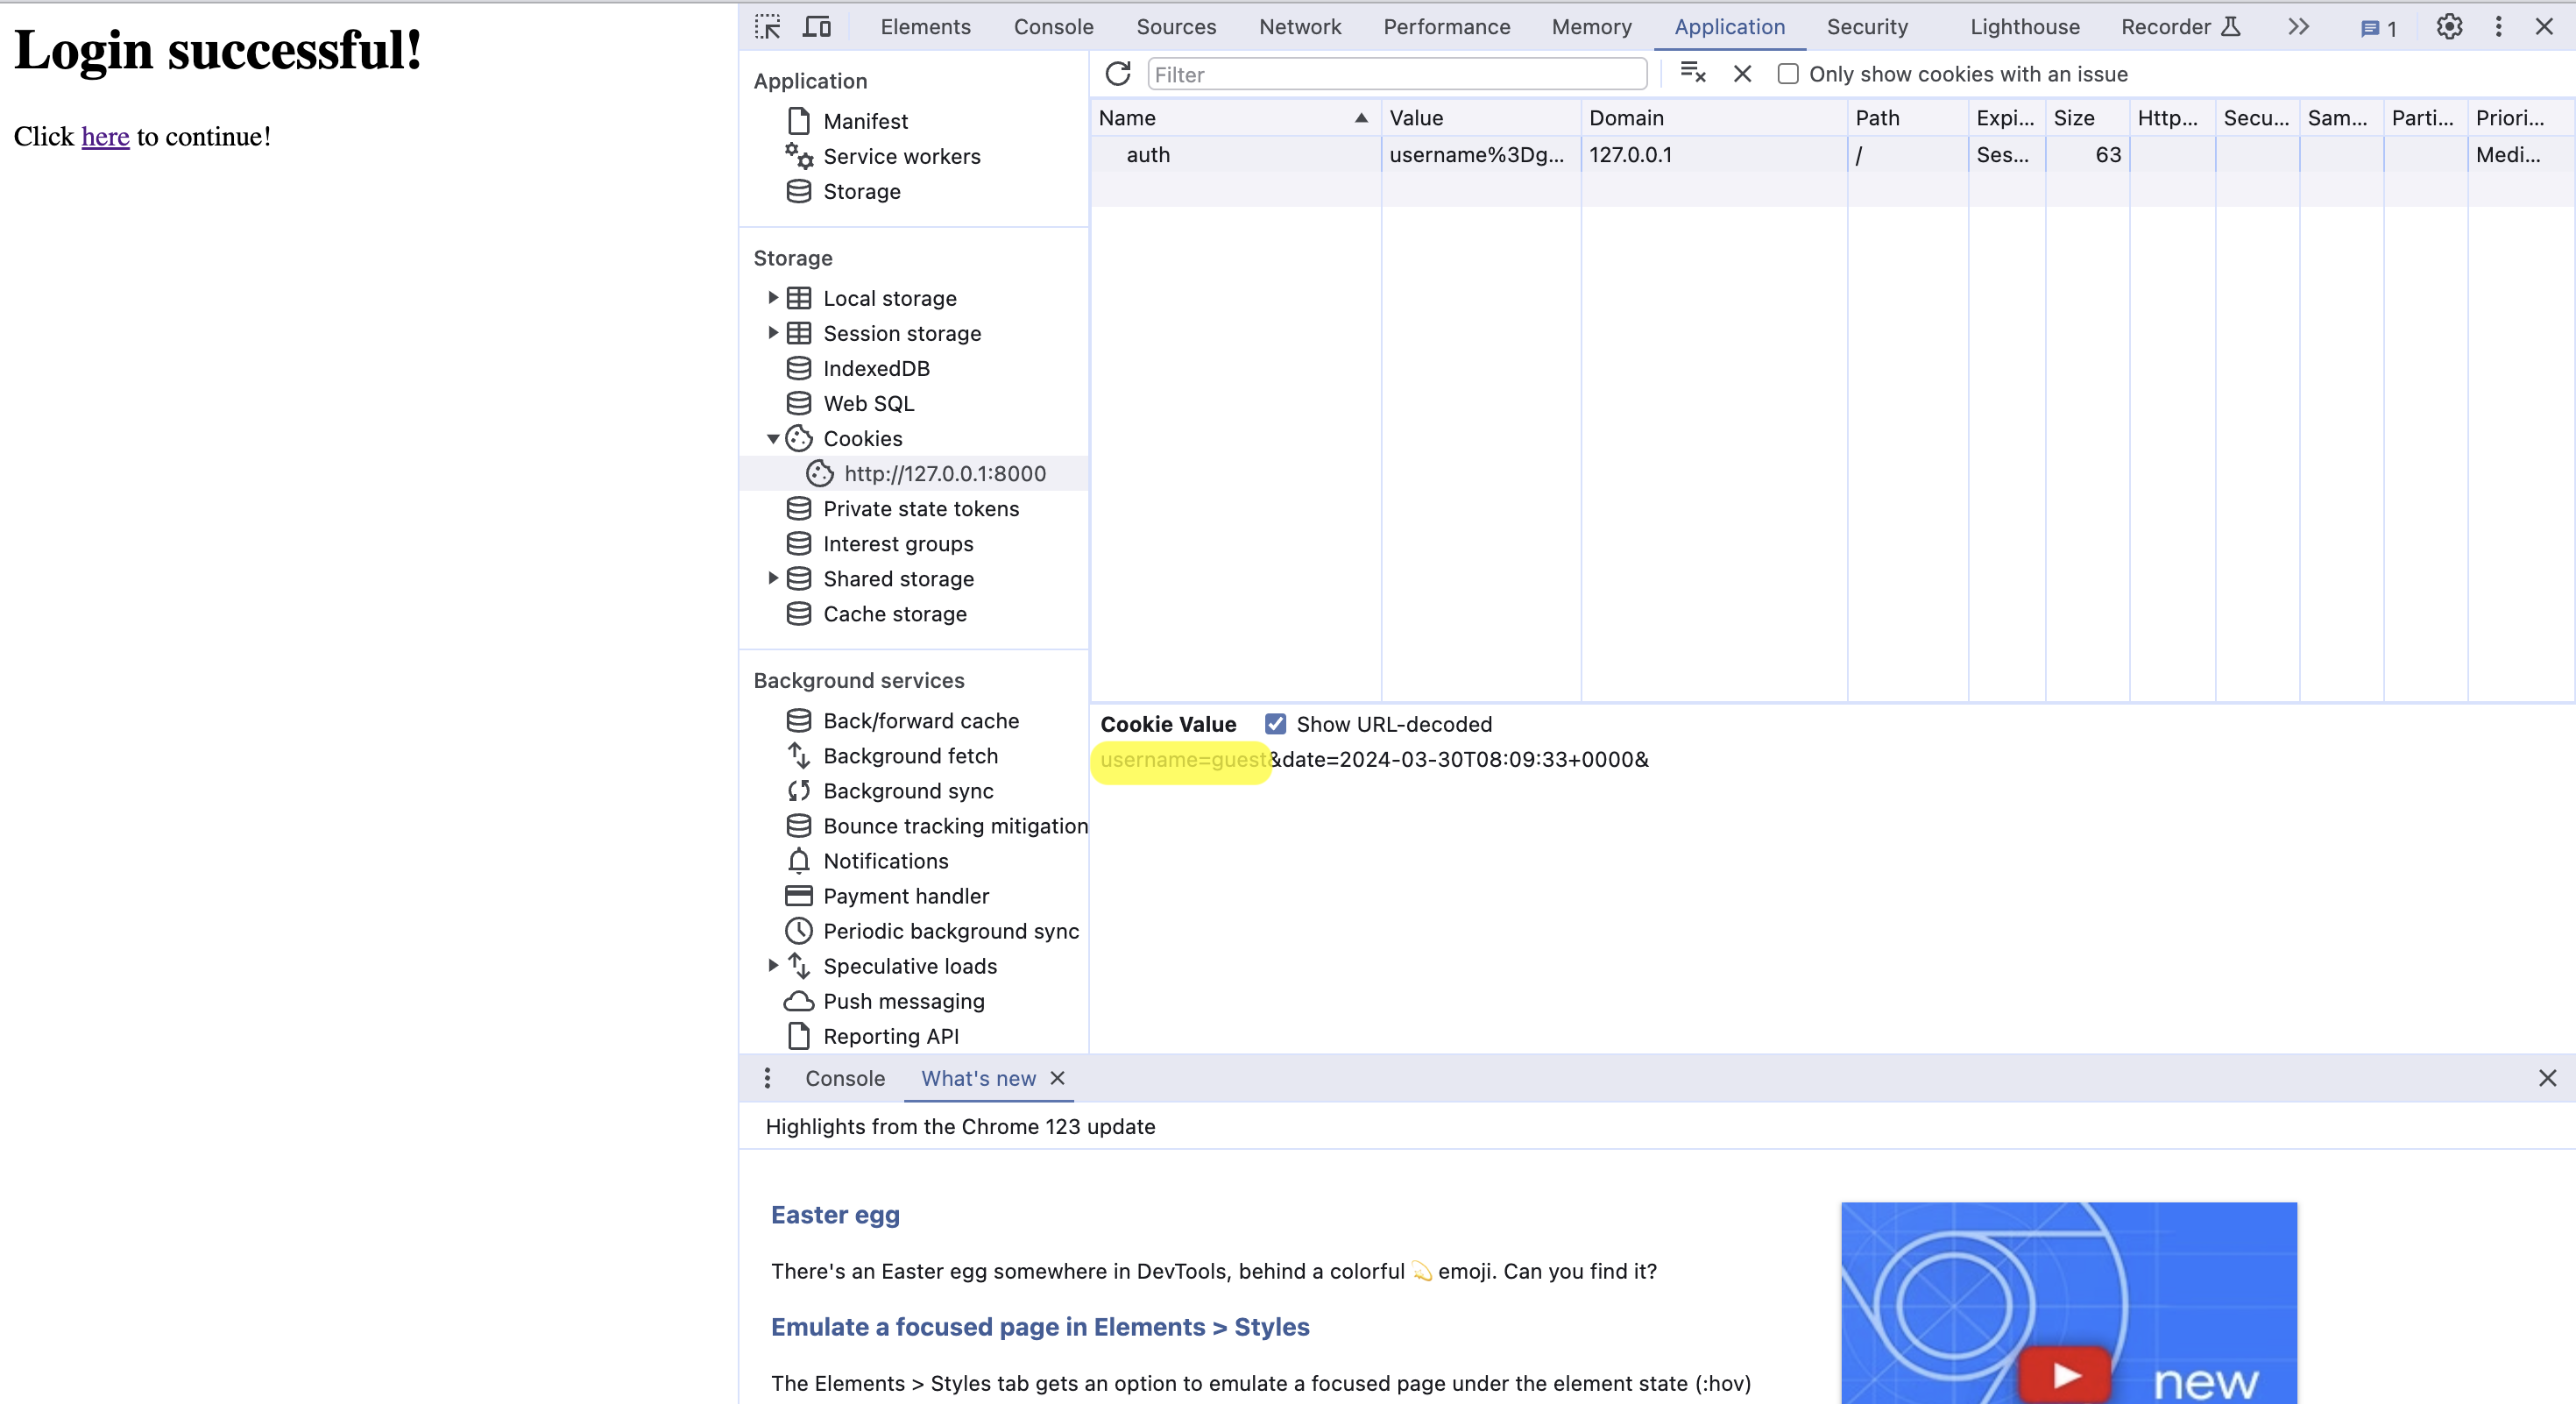 Login successful!
Click here to continue!
Elements Console Sources Network Performance Memory Application Security Lighthouse Recorder 1
Application
Manifest
Service workers
Storage
Storage
Local storage
Session storage
IndexedDB
Web SQL
Cookies
http://127.0.0.1:8000
Private state tokens
Interest groups
Shared storage
Cache storage
Background services
Back/forward cache
Background fetch
Background sync
Bounce tracking mitigation
Notifications
Payment handler
Periodic background sync
Speculative loads
Push messaging
Reporting API
Filter Only show cookies with an issue
Name Value Domain Path Expi... Size Http... Secu... Sam... Parti... Priori...
auth username%3Dg... 127.0.0.1 / Ses... 63 Medi...
Cookie Value Show URL-decoded
username=guest&date=2024-03-30T08:09:33+0000&
Console What's new
Highlights from the Chrome 123 update
Easter egg
There's an Easter egg somewhere in DevTools, behind a colorful 💫 emoji. Can you find it?
Emulate a focused page in Elements > Styles
The Elements > Styles tab gets an option to emulate a focused page under the element state (:hov)
new